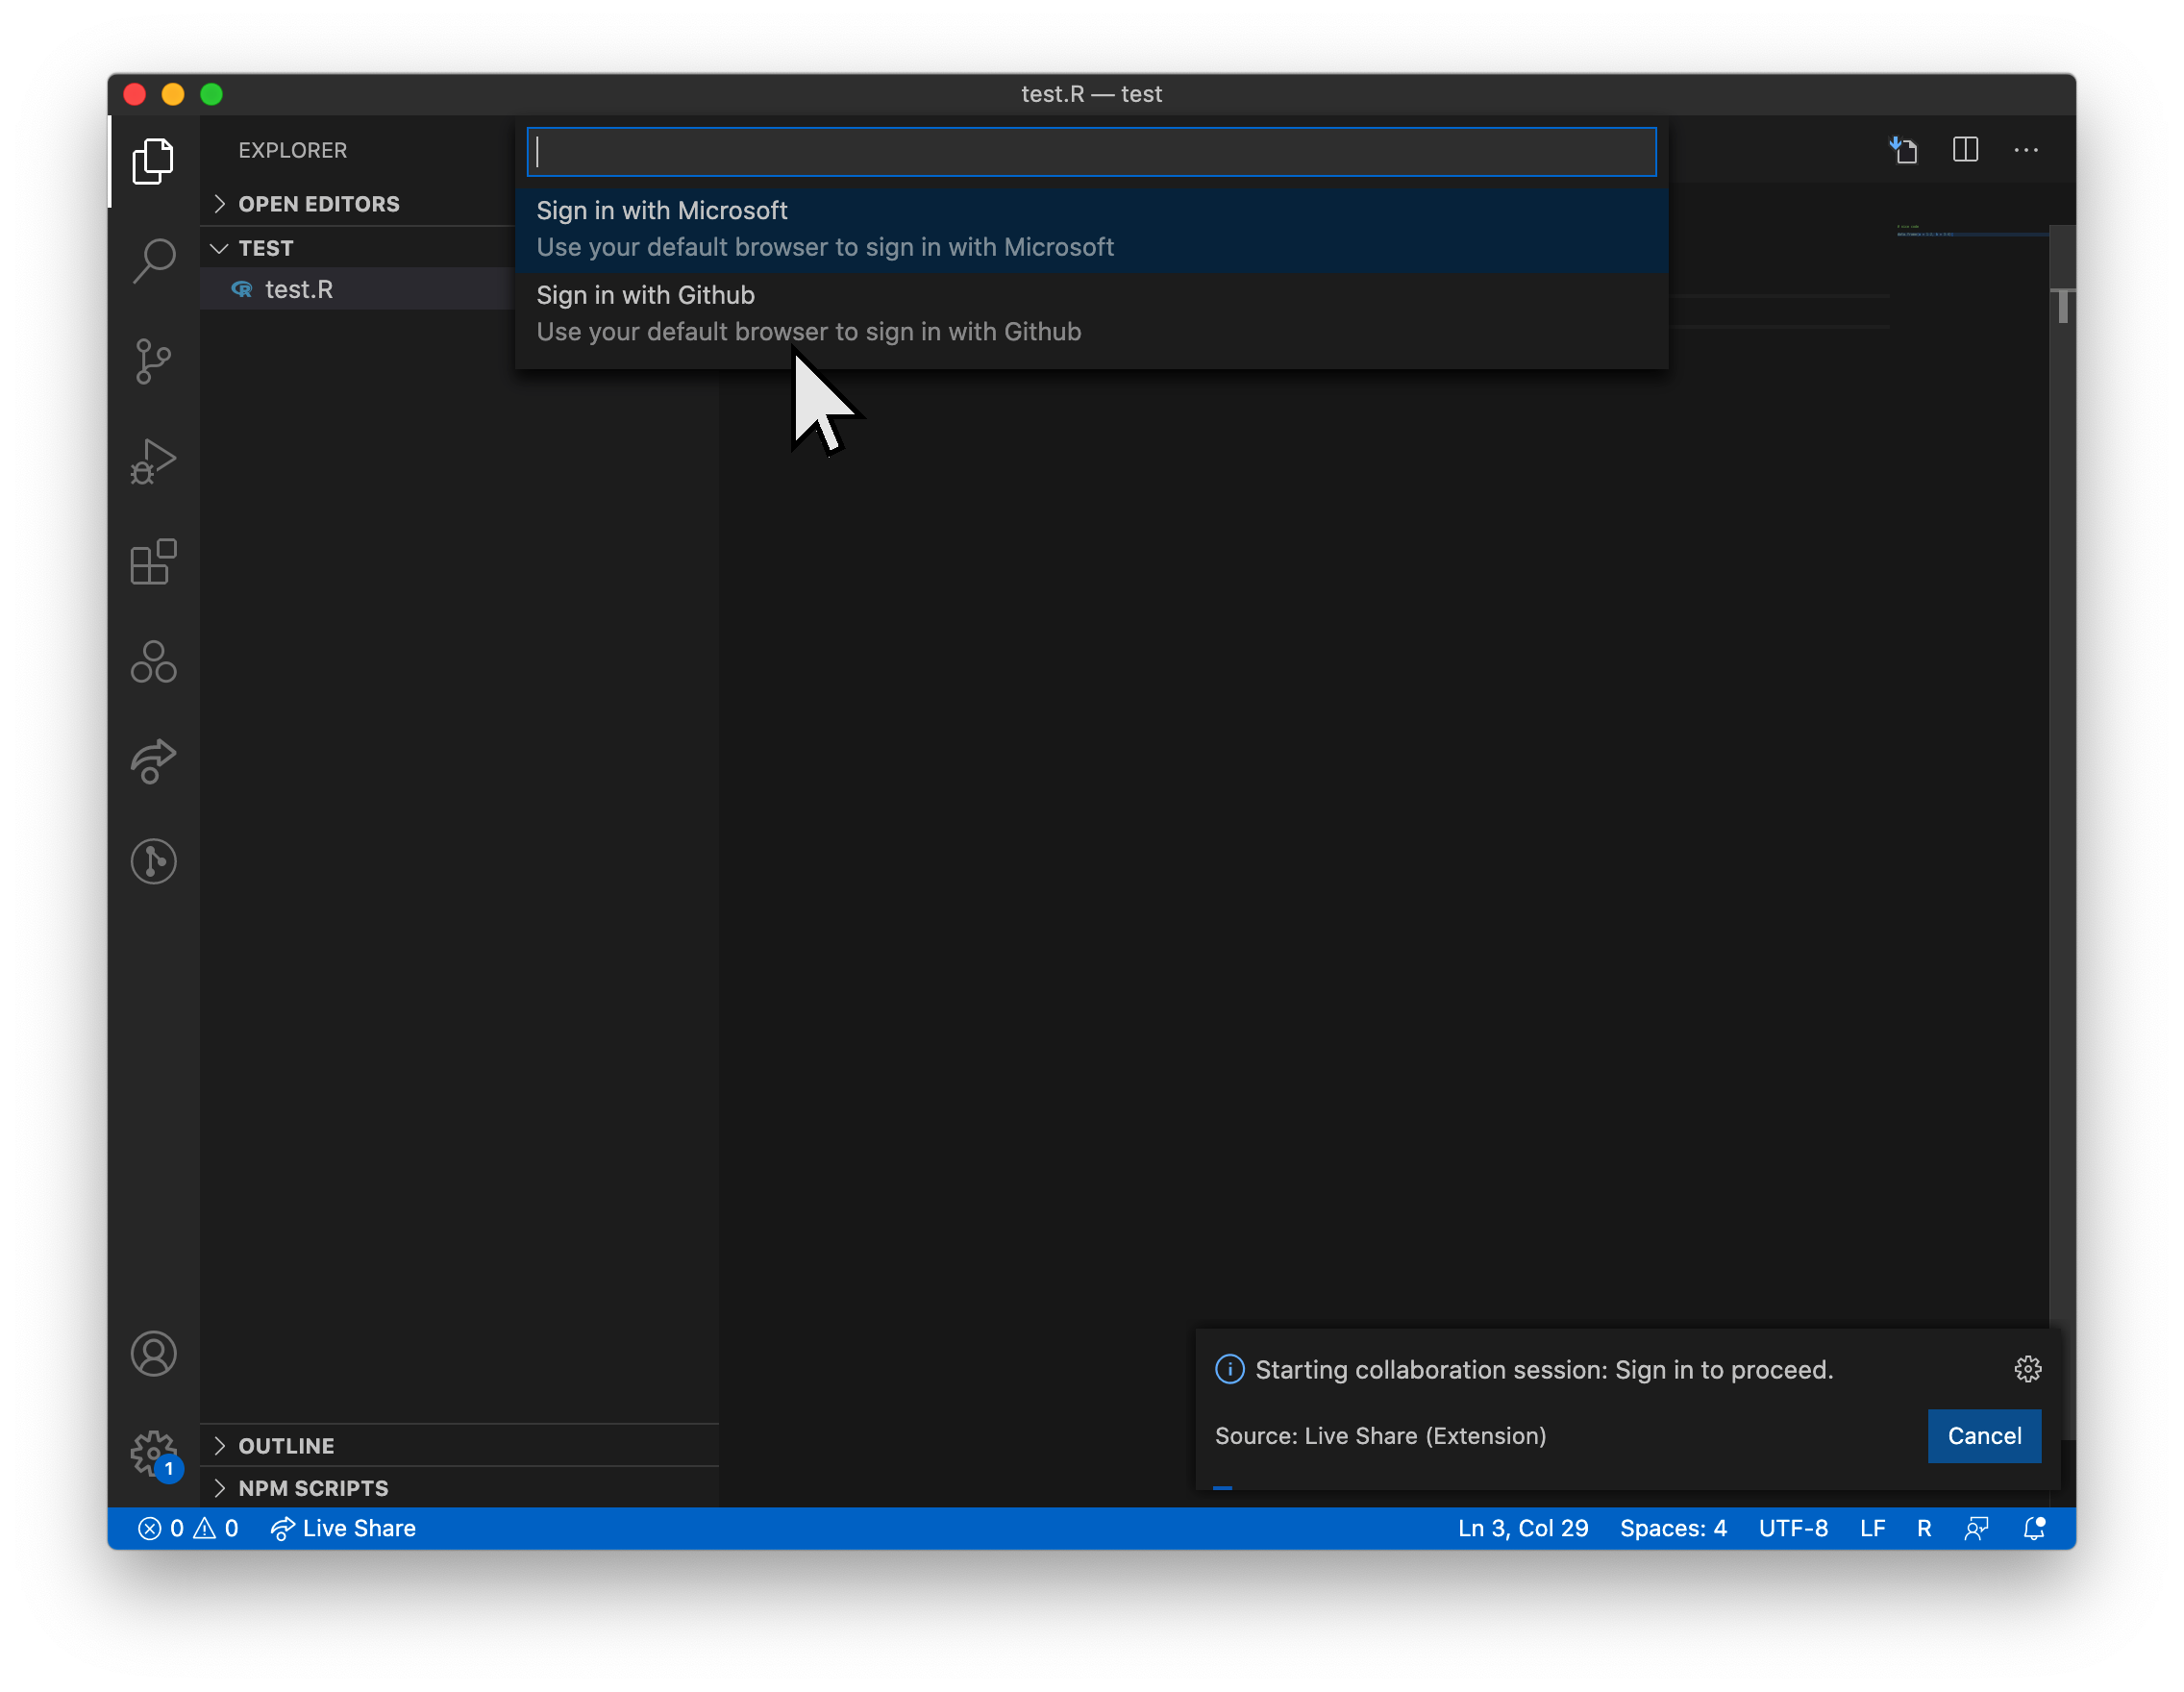 test.R — test
EXPLORER
OPEN EDITORS
TEST
test.R
Sign in with Microsoft
Use your default browser to sign in with Microsoft
Sign in with Github
Use your default browser to sign in with Github
Starting collaboration session: Sign in to proceed.
Source: Live Share (Extension)
Cancel
OUTLINE
NPM SCRIPTS
1
0 0 Live Share
Ln 3, Col 29 Spaces: 4 UTF-8 LF R